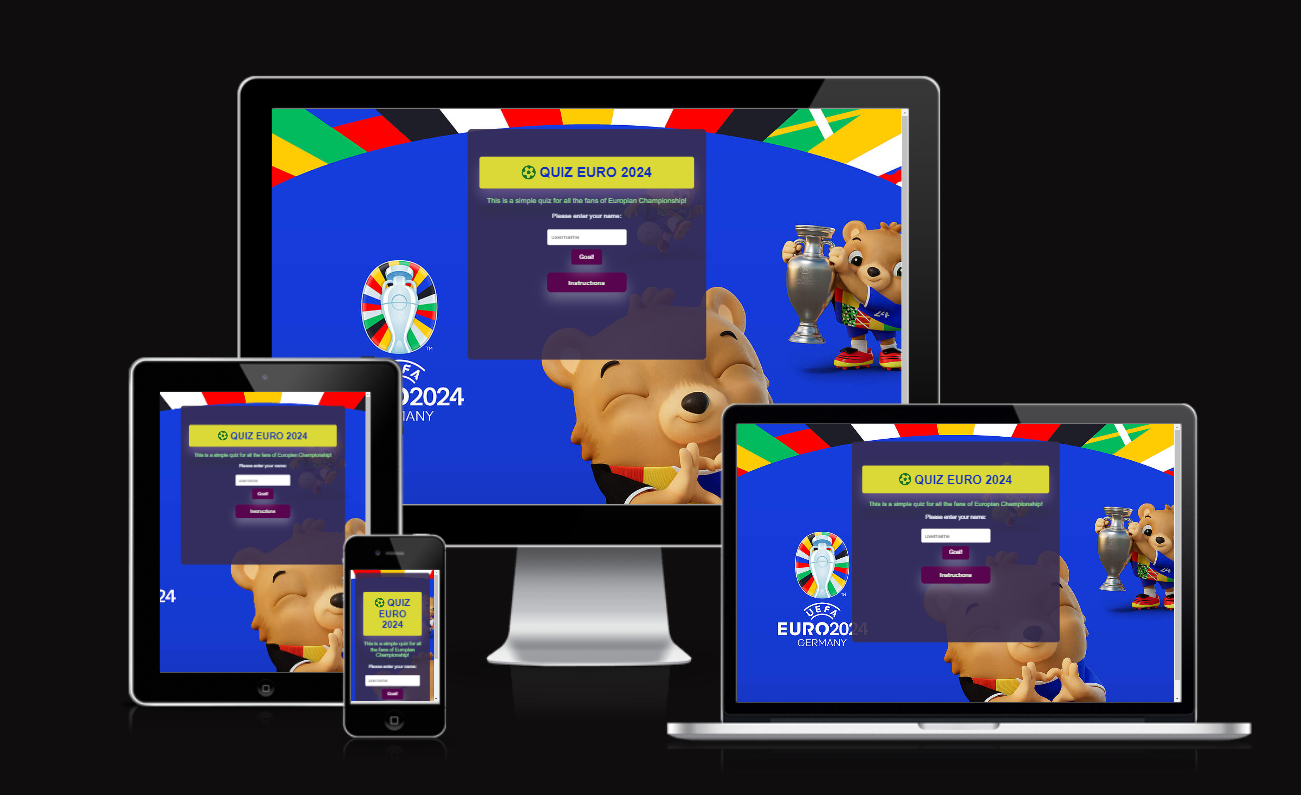 QUIZ EURO 2024
This is a simple quiz for all the fans of Europian Championship!
Please enter your name:
username
Goal!
Instructions
TM
UEFA
EURO2024
GERMANY
QUIZ EURO 2024
This is a simple quiz for all the fans of Europian Championship!
Please enter your name:
username
Goal!
Instructions
24
QUIZ
EURO
2024
This is a simple quiz for all
the fans of Europian
Championship!
Please enter your name:
username
Goal!
QUIZ EURO 2024
This is a simple quiz for all the fans of Europian Championship!
Please enter your name:
username
Goal!
Instructions
TM
UEFA
EURO2024
GERMANY